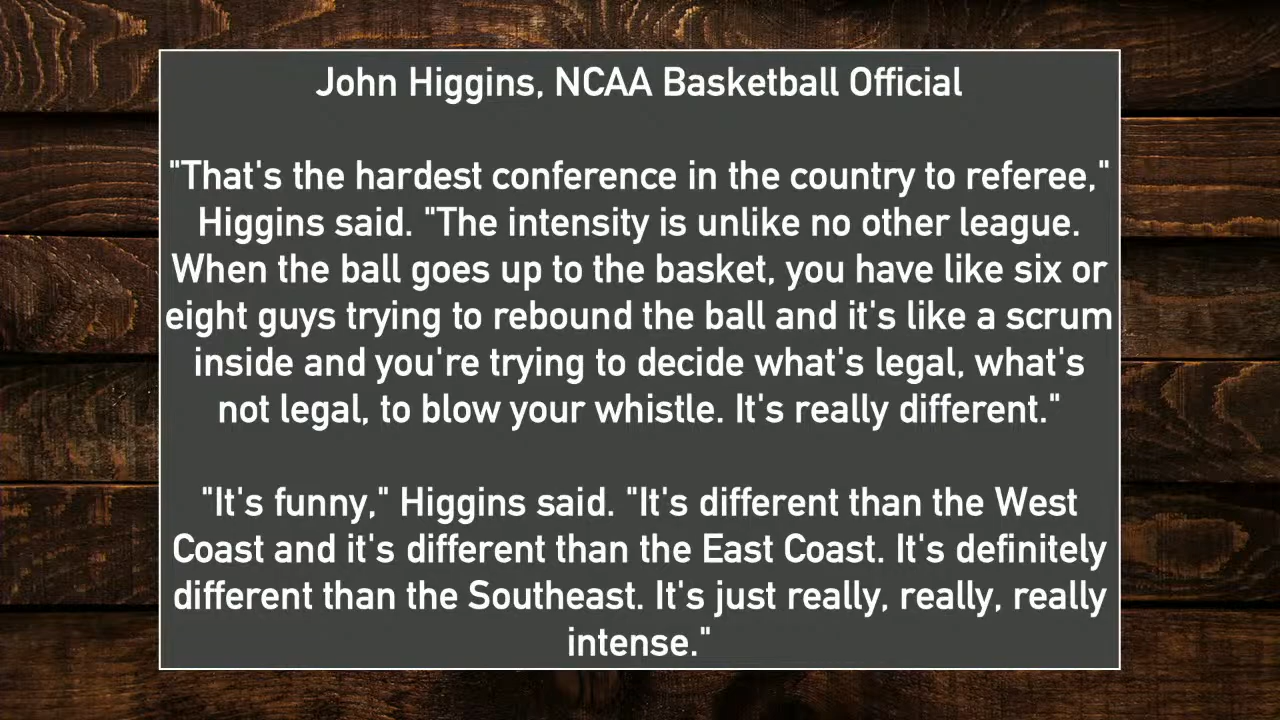 John Higgins, NCAA Basketball Official
"That's the hardest conference in the country to referee,"
Higgins said. "The intensity is unlike no other league.
When the ball goes up to the basket, you have like six or
eight guys trying to rebound the ball and it's like a scrum
inside and you're trying to decide what's legal, what's
not legal, to blow your whistle. It's really different."
"It's funny," Higgins said. "It's different than the West
Coast and it's different than the East Coast. It's definitely
different than the Southeast. It's just really, really, really
intense."